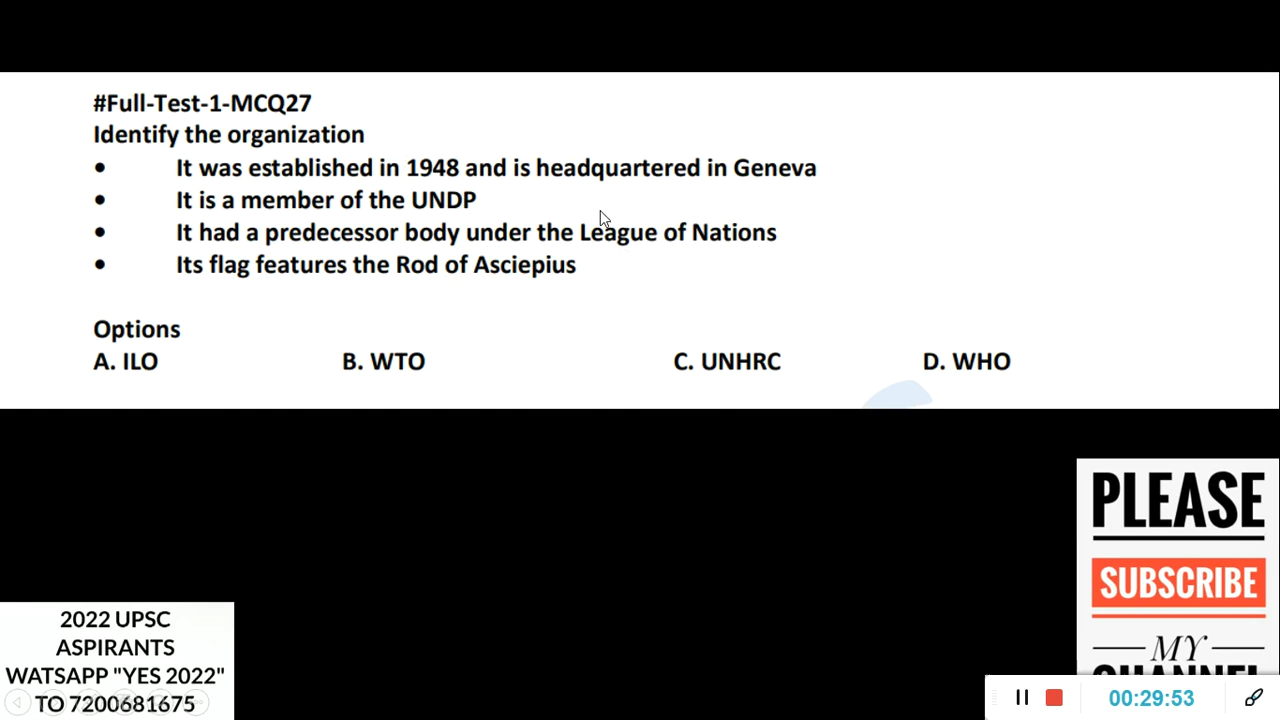 #Full-Test-1-MCQ27
Identify the organization
• It was established in 1948 and is headquartered in Geneva
• It is a member of the UNDP
• It had a predecessor body under the League of Nations
• Its flag features the Rod of Asciepius
Options
A. ILO B. WTO C. UNHRC D. WHO
PLEASE
SUBSCRIBE
MY
CHANNEL
2022 UPSC
ASPIRANTS
WATSAPP "YES 2022"
TO 7200681675
00:29:53